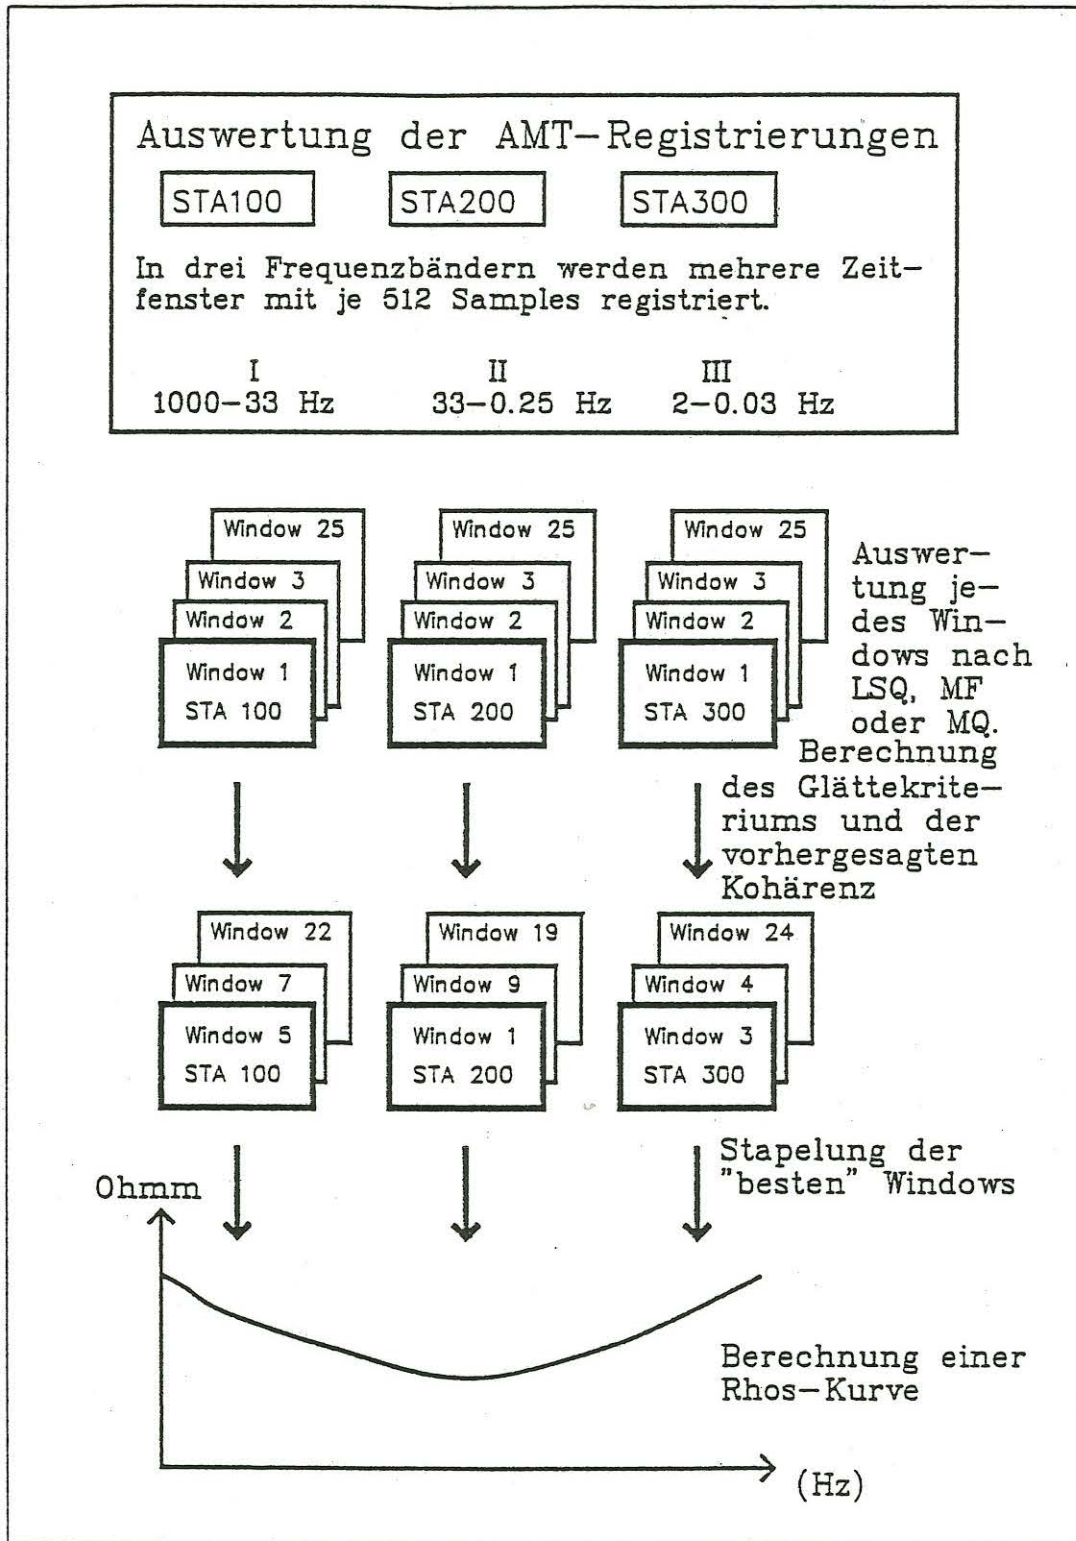 Auswertung der AMT-Registrierungen
STA100 STA200 STA300
In drei Frequenzbändern werden mehrere Zeit-
fenster mit je 512 Samples registriert.
I II III
1000-33 Hz 33-0.25 Hz 2-0.03 Hz
Window 25
Window 3
Window 2
Window 1
STA 100
Window 25
Window 3
Window 2
Window 1
STA 200
Window 25
Window 3
Window 2
Window 1
STA 300
Auswer-
tung je-
des Win-
dows nach
LSQ, MF
oder MQ.
Berechnung
des Glättekrite-
riums und der
vorhergesagten
Kohärenz
Window 22
Window 7
Window 5
STA 100
Window 19
Window 9
Window 1
STA 200
Window 24
Window 4
Window 3
STA 300
Stapelung der
"besten" Windows
Ohmm
Berechnung einer
Rhos-Kurve
(Hz)